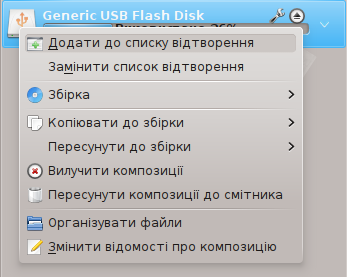 Generic USB Flash Disk
Додати до списку відтворення
Замінити список відтворення
Збірка
Копіювати до збірки
Пересунути до збірки
Вилучити композиції
Пересунути композиції до смітника
Організувати файли
Змінити відомості про композицію